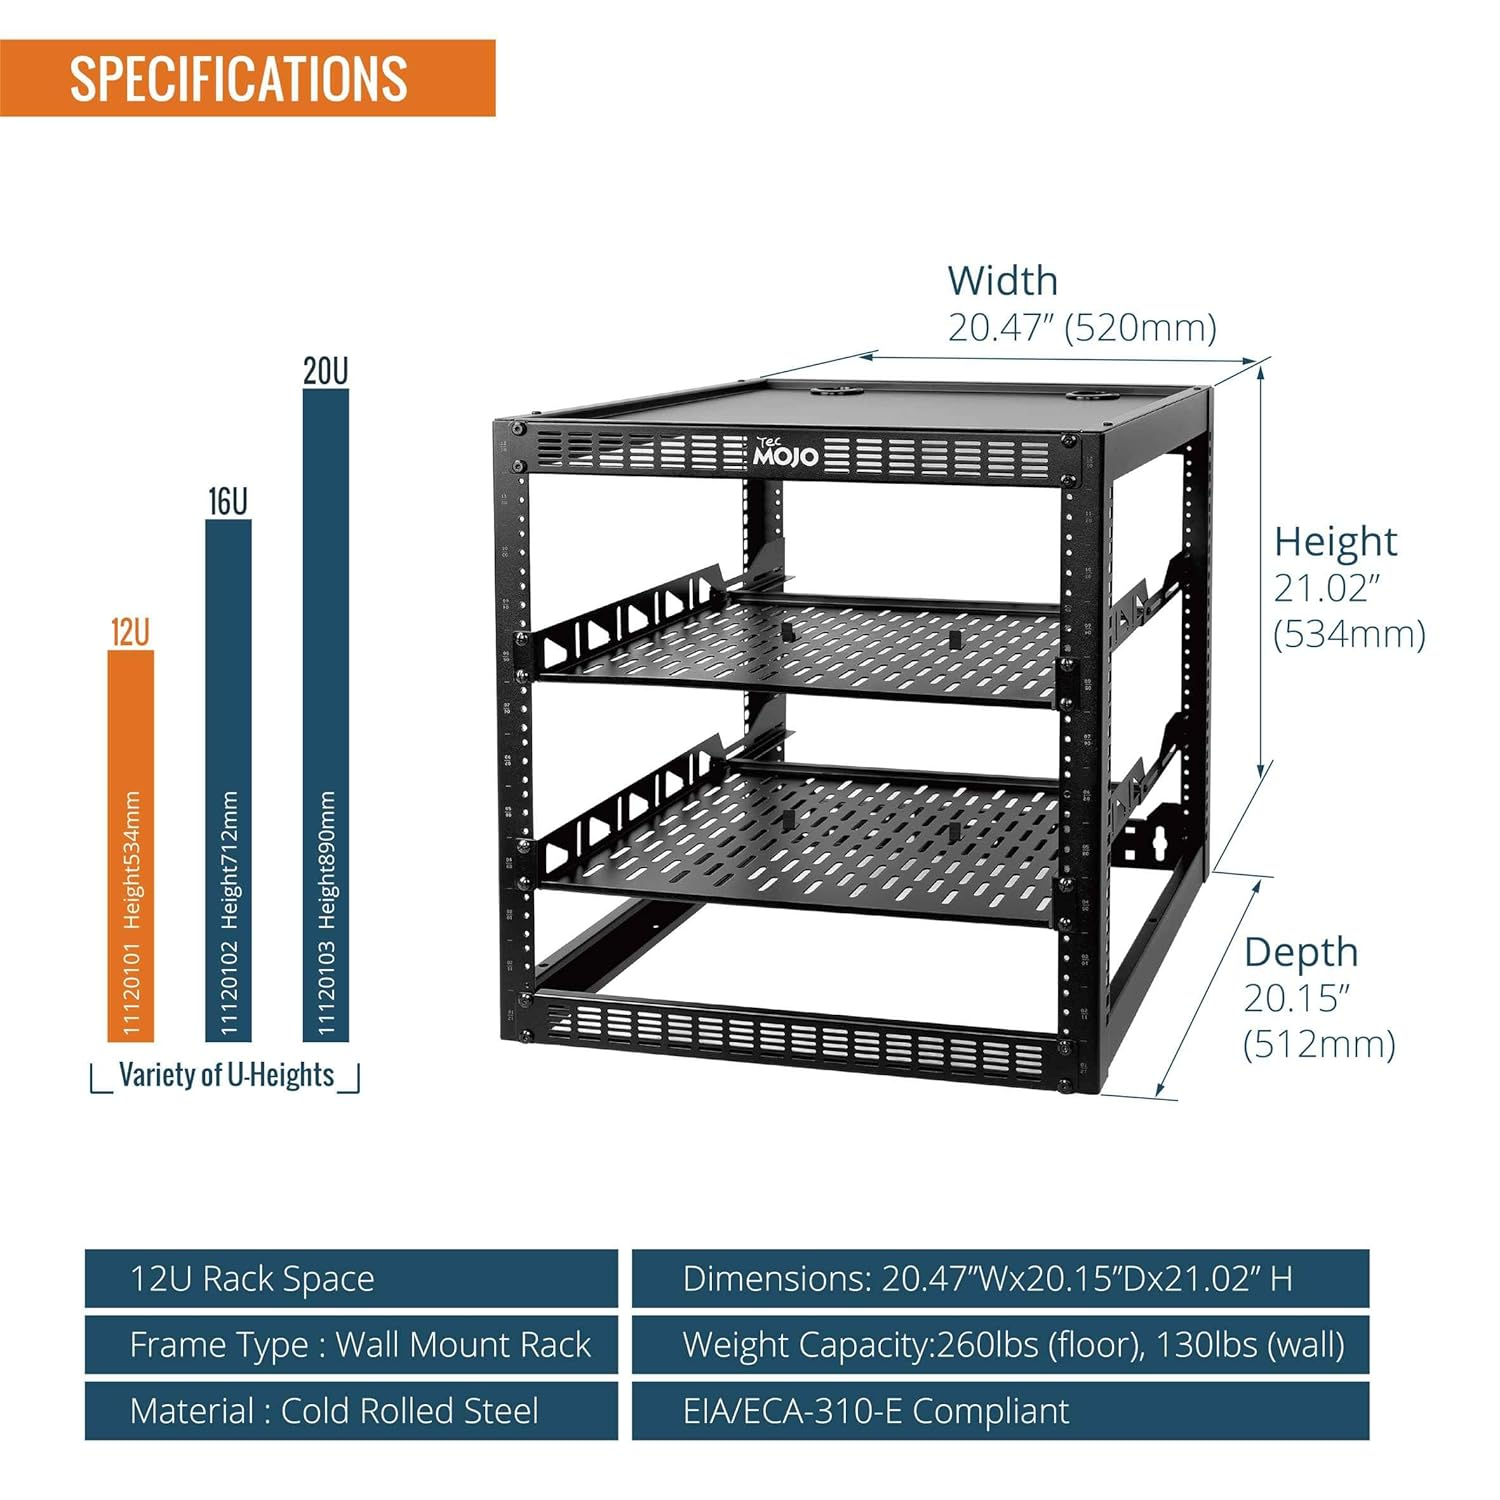 SPECIFICATIONS
Width
20.47” (520mm)
20U
16U
12U
Tec
MOJO
Height
21.02”
(534mm)
11120101 Height534mm
11120102 Height712mm
11120103 Height890mm
Depth
20.15”
(512mm)
Variety of U-Heights
12U Rack Space
Dimensions: 20.47”Wx20.15”Dx21.02” H
Frame Type : Wall Mount Rack
Weight Capacity:260lbs (floor), 130lbs (wall)
Material : Cold Rolled Steel
EIA/ECA-310-E Compliant